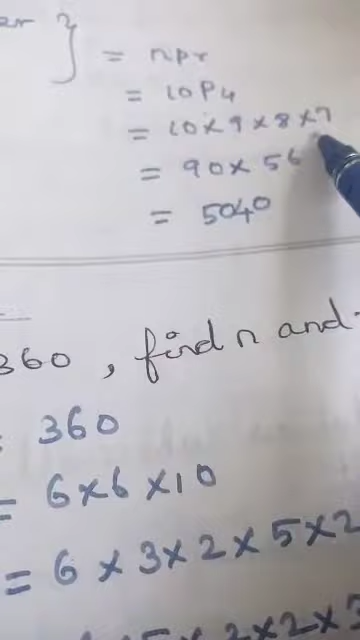 = npr
= 10P4
= 10 × 9 × 8 × 7
= 90 × 56
= 5040
360 , find n and
= 360
= 6×6×10
= 6 × 3×2×5×2